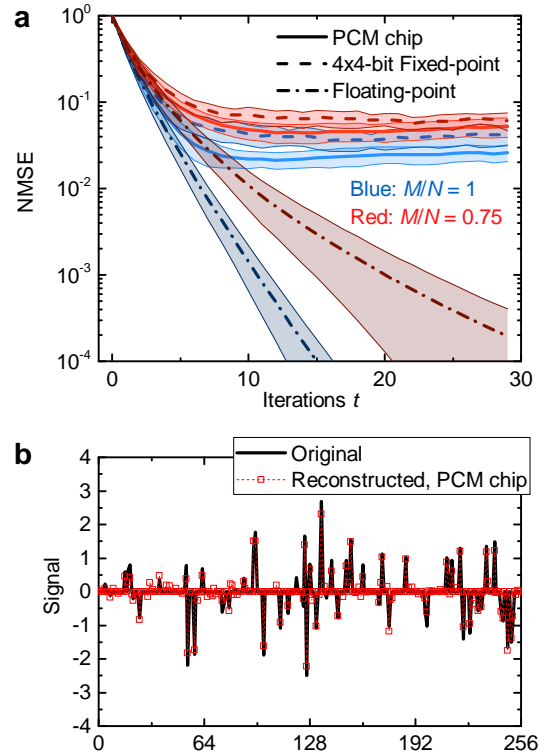 a
PCM chip
4x4-bit Fixed-point
Floating-point
10⁰
10⁻¹
10⁻²
10⁻³
10⁻⁴
NMSE
Blue: M/N = 1
Red: M/N = 0.75
0 10 20 30
Iterations t
b
Original
Reconstructed, PCM chip
4
3
2
1
0
-1
-2
-3
-4
Signal
0 64 128 192 256